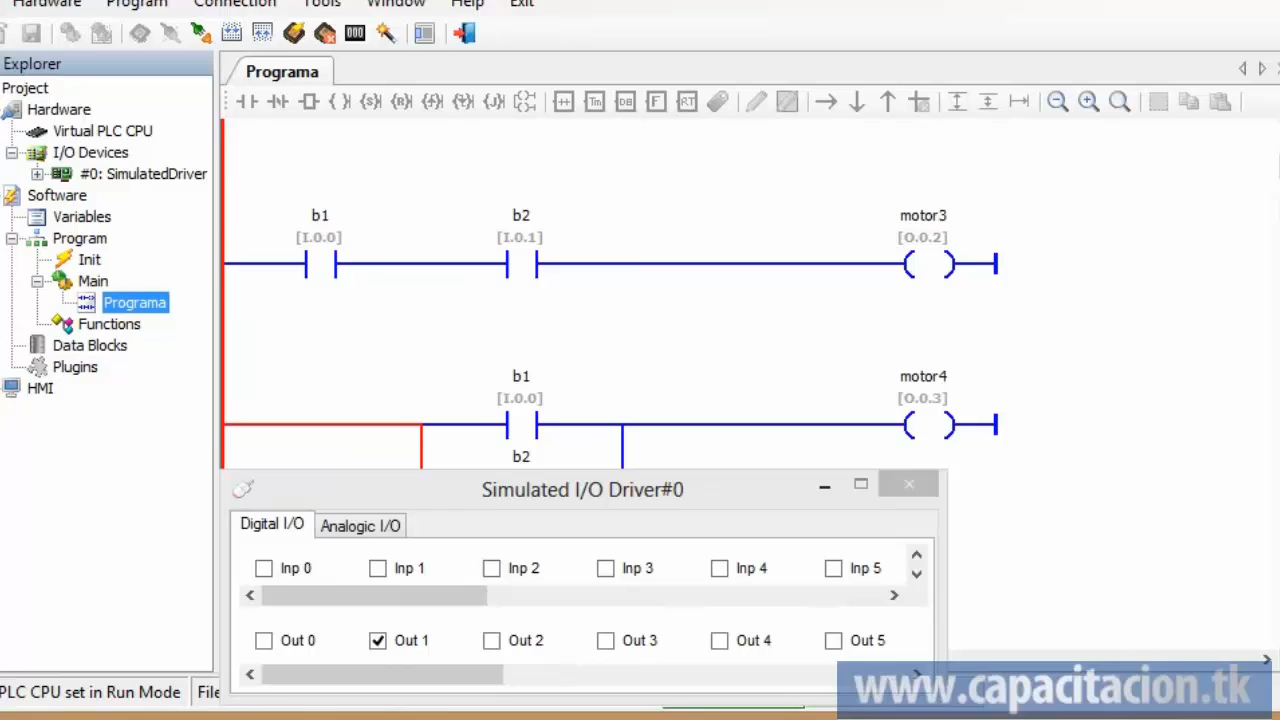 Hardware Program Connection Tools Window Help Exit
Explorer
Programa
Project
Hardware
Virtual PLC CPU
I/O Devices
#0: SimulatedDriver
Software
Variables
Program
Init
Main
Programa
Functions
Data Blocks
Plugins
HMI
b1
[I.0.0]
b2
[I.0.1]
motor3
[O.0.2]
b1
[I.0.0]
motor4
[O.0.3]
b2
Simulated I/O Driver#0
Digital I/O Analogic I/O
Inp 0 Inp 1 Inp 2 Inp 3 Inp 4 Inp 5
Out 0 Out 1 Out 2 Out 3 Out 4 Out 5
PLC CPU set in Run Mode File
www.capacitacion.tk